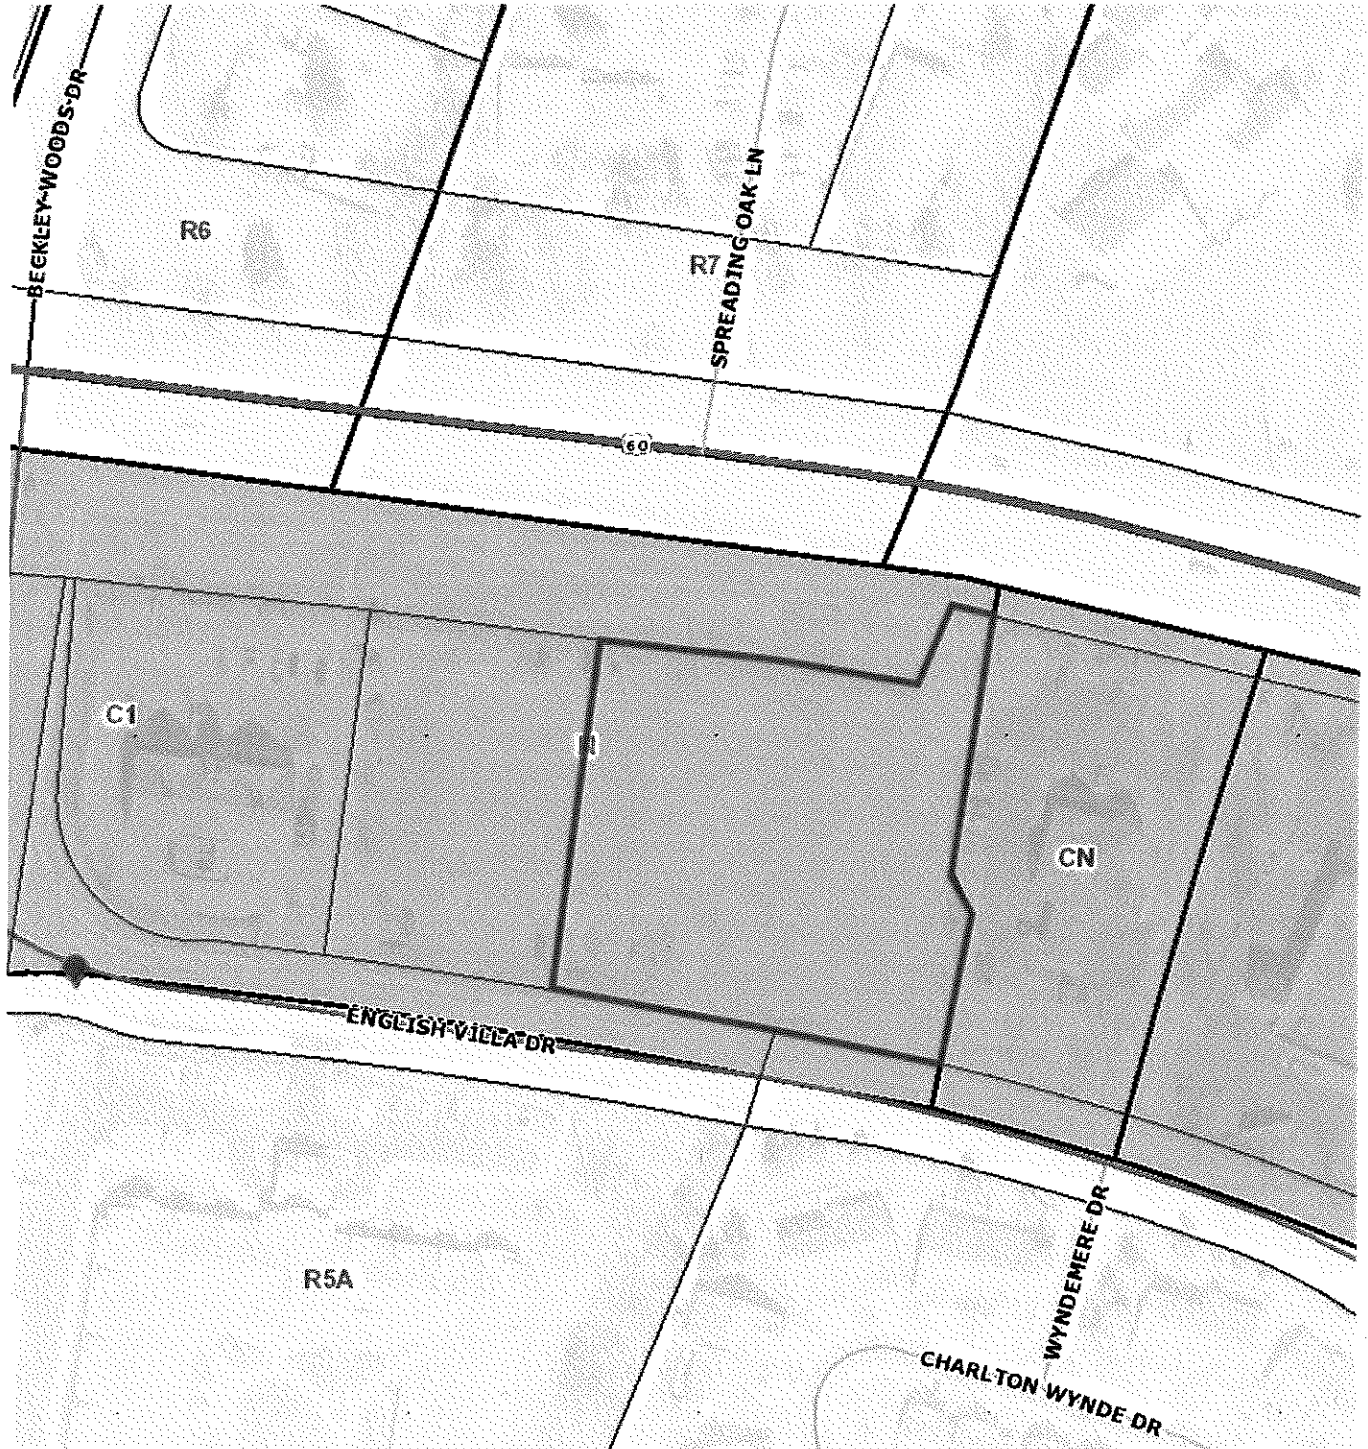 BECKLEY WOODS DR
R6
SPREADING OAK LN
R7
60
C1
CN
ENGLISH VILLA DR
R5A
WYNDEMERE DR
CHARLTON WYNDE DR